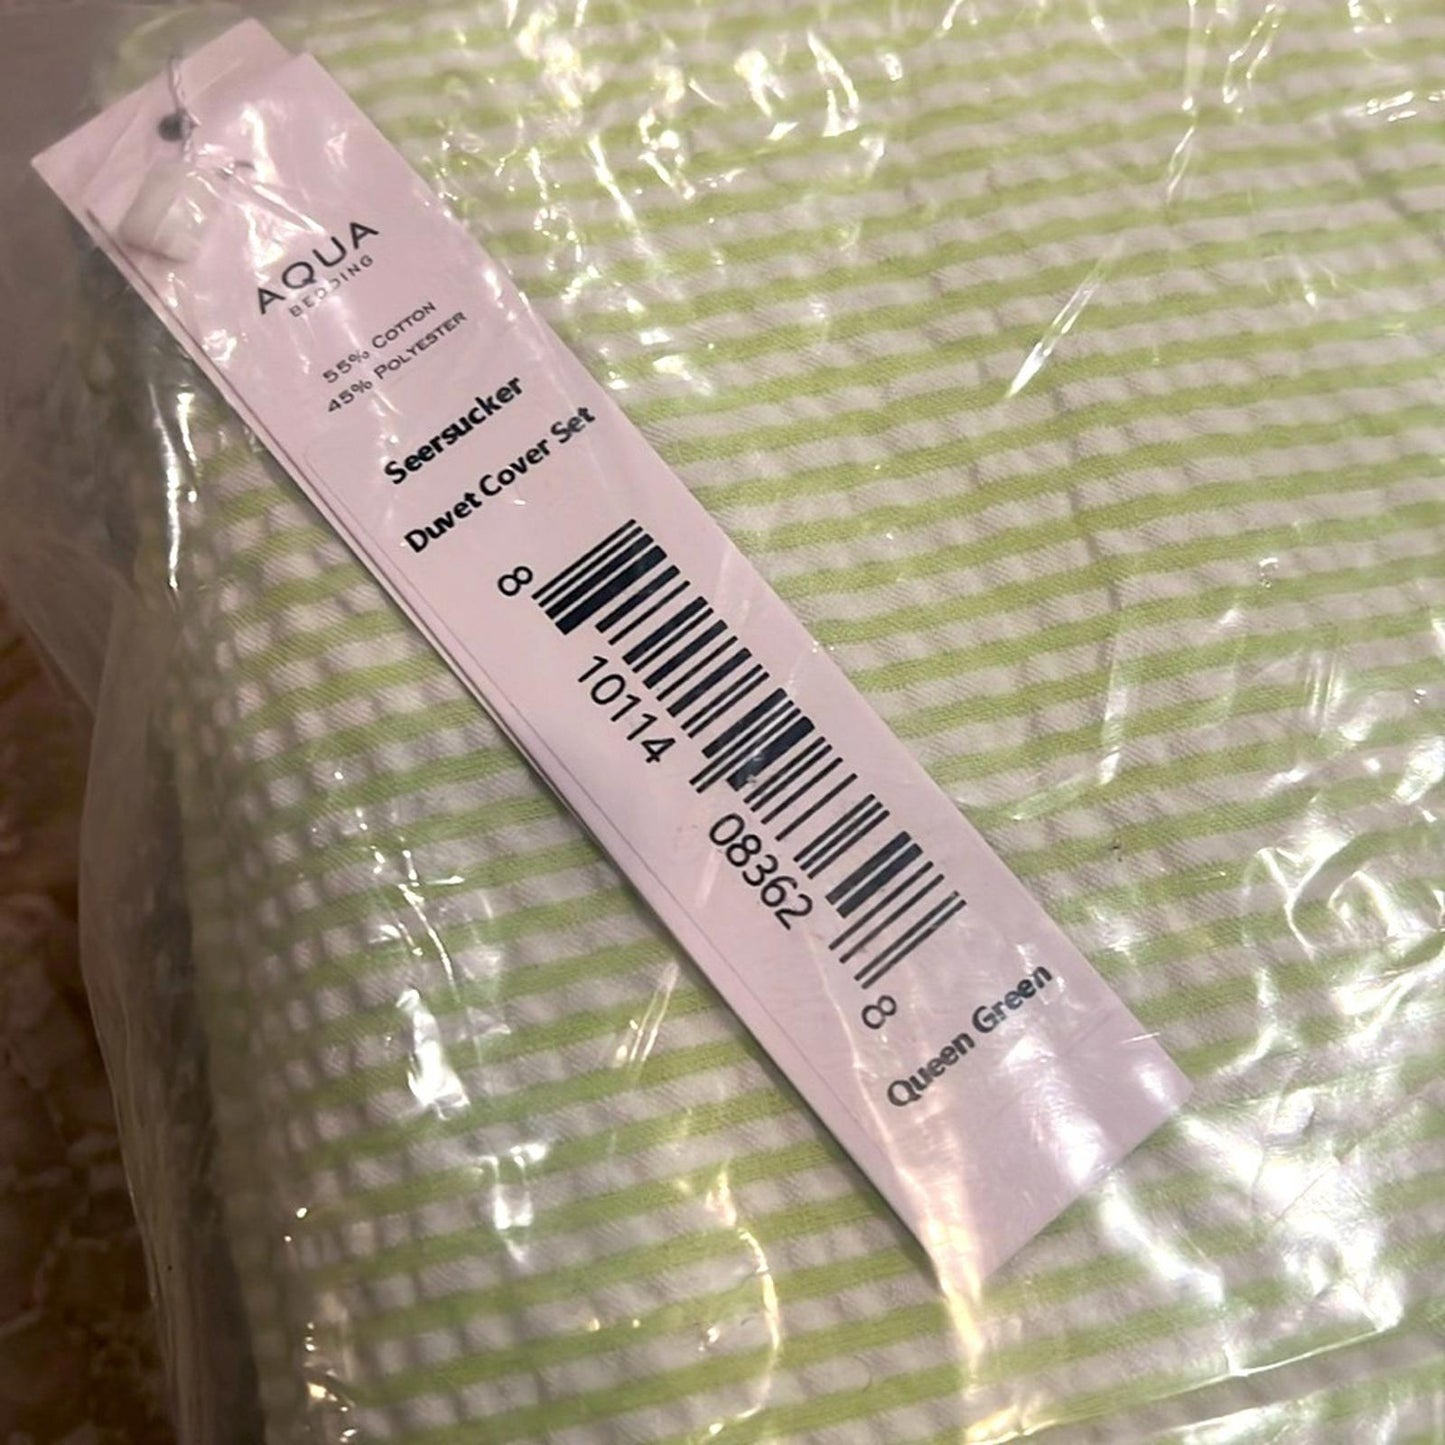 AQUA
BEDDING
55% COTTON
45% POLYESTER
Seersucker
Duvet Cover Set
8 10114 08362 8
Queen Green